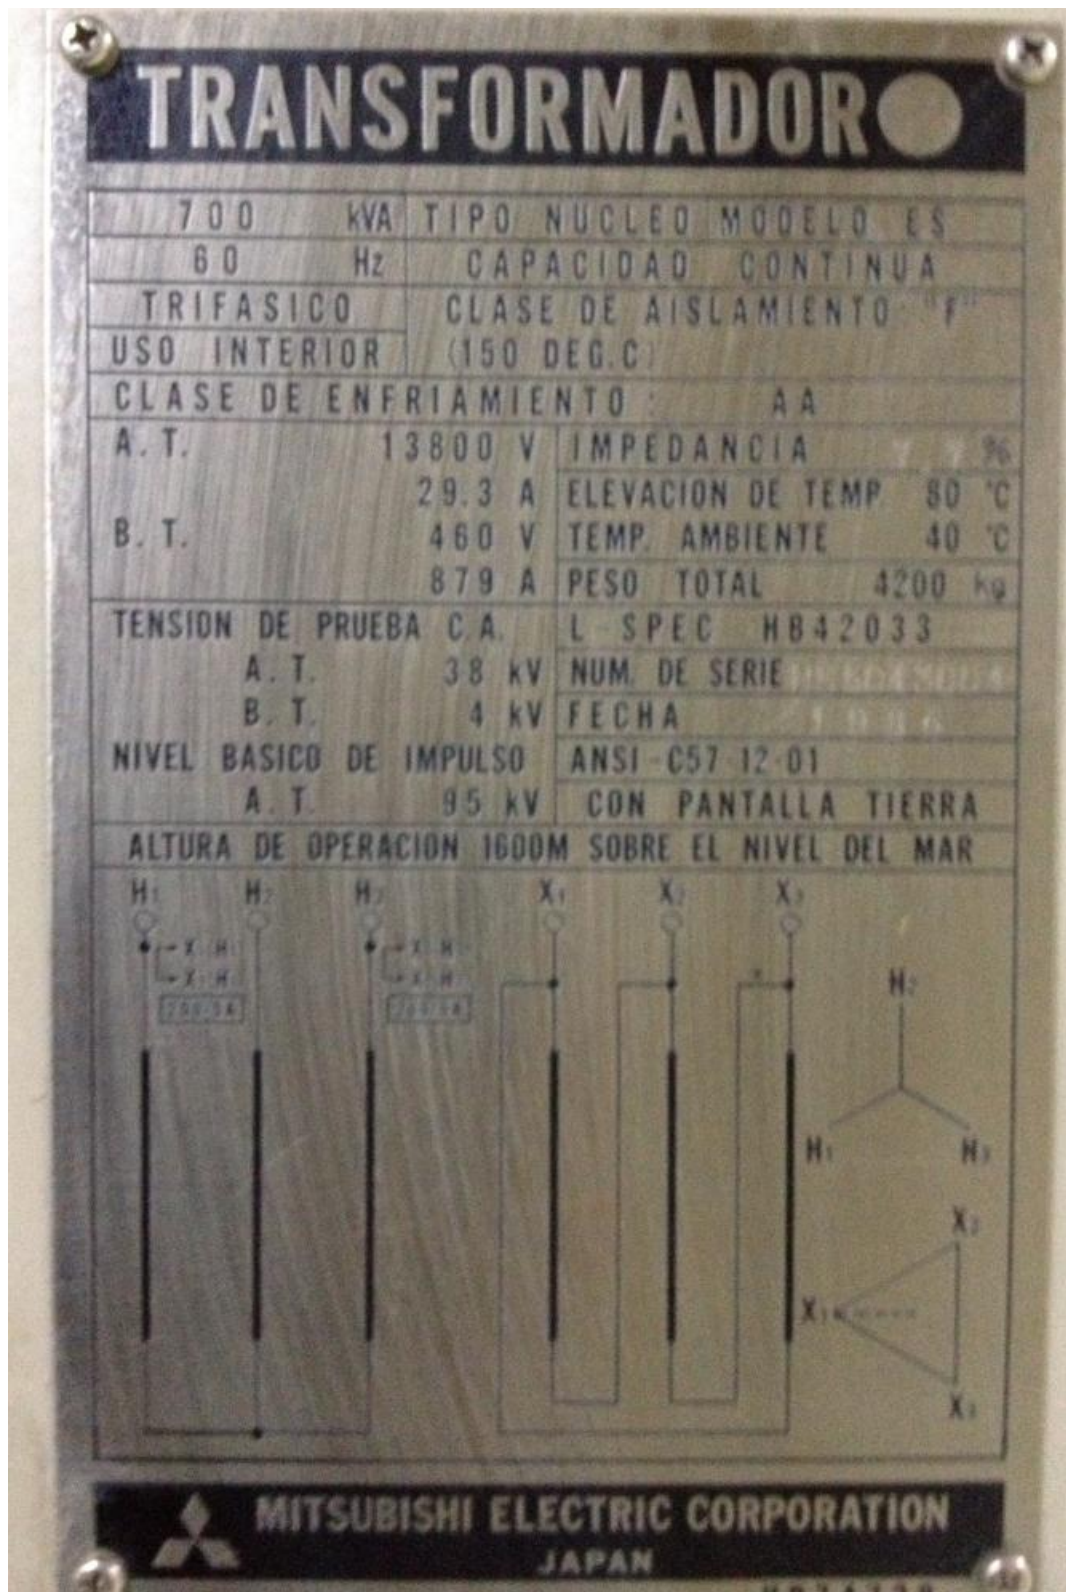 TRANSFORMADOR
700 kVA TIPO NUCLEO MODELO ES
60 Hz CAPACIDAD CONTINUA
TRIFASICO CLASE DE AISLAMIENTO "F"
USO INTERIOR (150 DEG.C)
CLASE DE ENFRIAMIENTO: AA
A. T. 13800 V IMPEDANCIA %
29.3 A ELEVACION DE TEMP. 80 °C
B. T. 460 V TEMP. AMBIENTE 40 °C
879 A PESO TOTAL 4200 kg
TENSION DE PRUEBA C.A. L-SPEC HB42033
A. T. 38 kV NUM. DE SERIE
B. T. 4 kV FECHA
NIVEL BASICO DE IMPULSO ANSI-C57-12-01
A. T. 95 kV CON PANTALLA TIERRA
ALTURA DE OPERACION 1600M SOBRE EL NIVEL DEL MAR
H1 H2 H3 X1 X2 X3
H2
H1 H3
X2
X1
X3
MITSUBISHI ELECTRIC CORPORATION
JAPAN